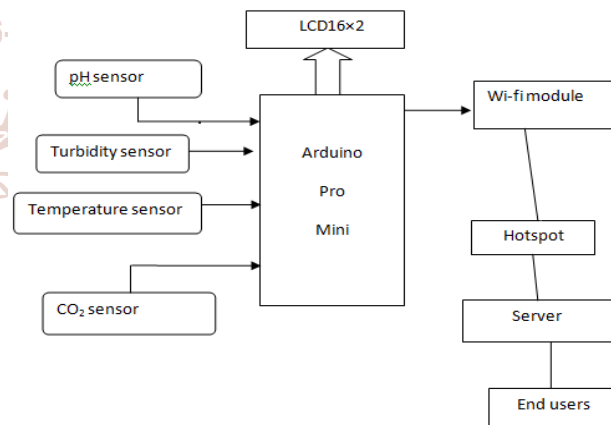 LCD16×2
pH sensor
Wi-fi module
Turbidity sensor
Arduino
Pro
Mini
Temperature sensor
Hotspot
CO₂ sensor
Server
End users